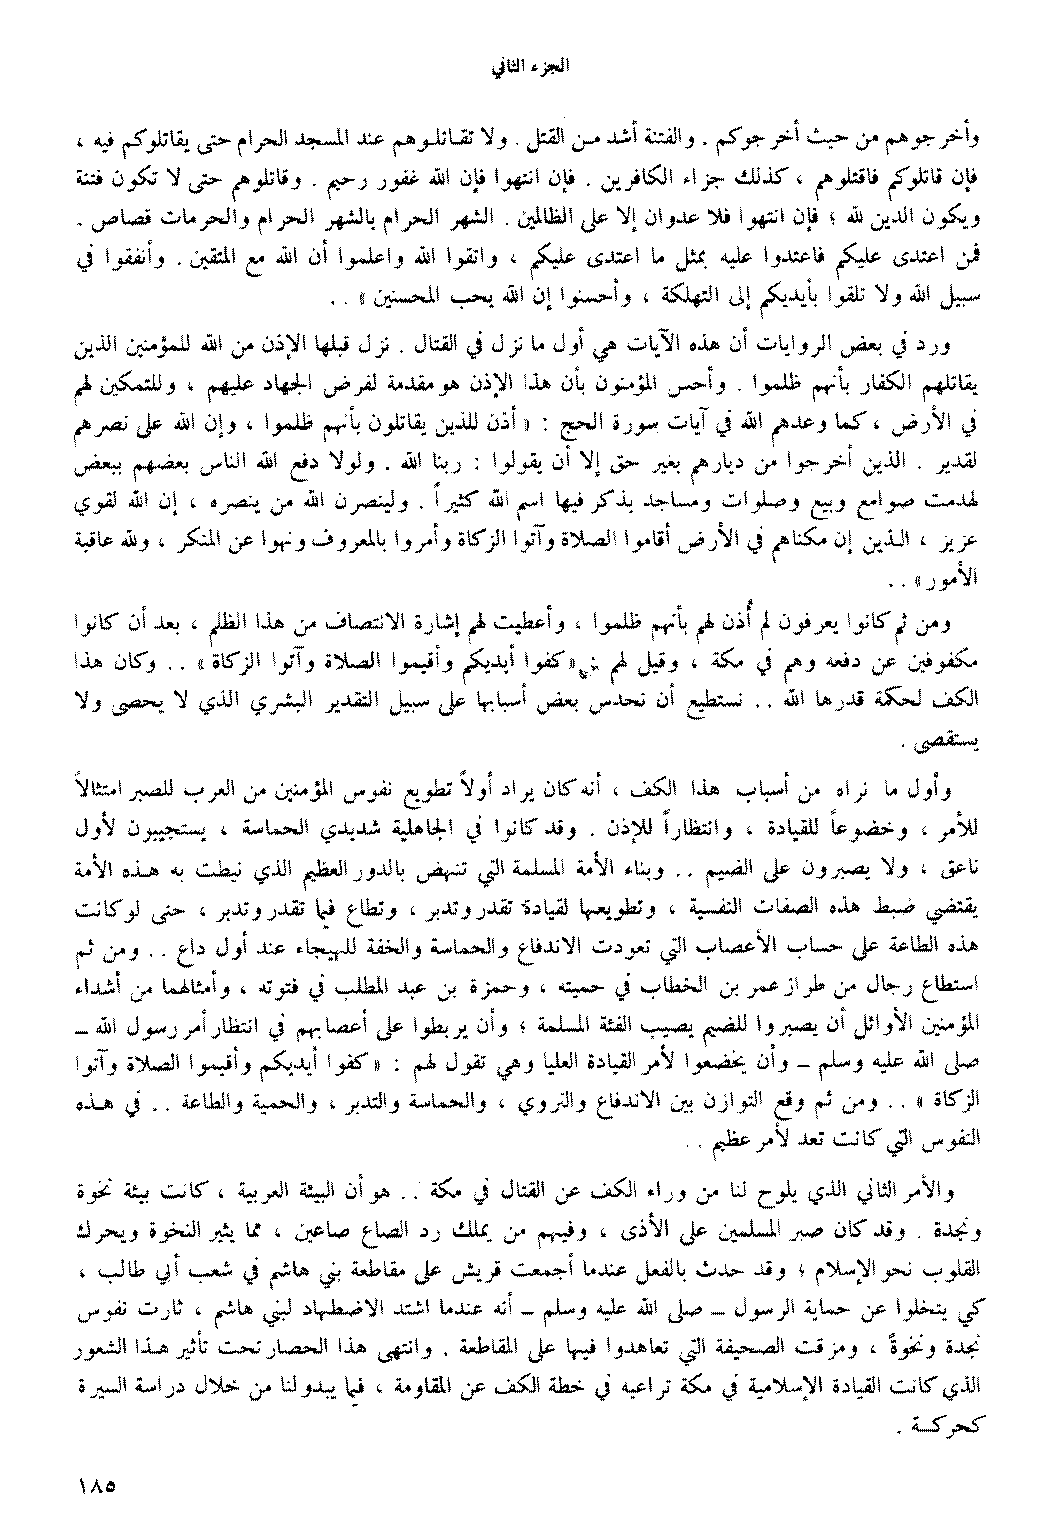 الجزء الثاني
وأخرجوهم من حيث أخرجوكم . والفتنة أشد من القتل . ولا تقاتلوهم عند المسجد الحرام حتى يقاتلوكم فيه ،
فإن قاتلوكم فاقتلوهم ، كذلك جزاء الكافرين . فإن انتهوا فإن الله غفور رحيم . وقاتلوهم حتى لا تكون فتنة
ويكون الدين لله ؛ فإن انتهوا فلا عدوان إلا على الظالمين . الشهر الحرام بالشهر الحرام والحرمات قصاص .
فمن اعتدى عليكم فاعتدوا عليه بمثل ما اعتدى عليكم ، واتقوا الله واعلموا أن الله مع المتقين . وأنفقوا في
سبيل الله ولا تلقوا بأيديكم إلى التهلكة ، وأحسنوا إن الله يحب المحسنين » . .
ورد في بعض الروايات أن هذه الآيات هي أول ما نزل في القتال . نزل قبلها الإذن من الله للمؤمنين الذين
يقاتلهم الكفار بأنهم ظلموا . وأحس المؤمنون بأن هذا الإذن هو مقدمة لفرض الجهاد عليهم ، وللتمكين لهم
في الأرض ، كما وعدهم الله في آيات سورة الحج : « أذن للذين يقاتلون بأنهم ظلموا ، وإن الله على نصرهم
لقدير . الذين أخرجوا من ديارهم بغير حق إلا أن يقولوا : ربنا الله . ولولا دفع الله الناس بعضهم ببعض
لهدمت صوامع وبيع وصلوات ومساجد يذكر فيها اسم الله كثيراً . ولينصرن الله من ينصره ، إن الله لقوي
عزيز ، الذين إن مكناهم في الأرض أقاموا الصلاة وآتوا الزكاة وأمروا بالمعروف ونهوا عن المنكر ، ولله عاقبة
الأمور » . .
ومن ثم كانوا يعرفون لم أُذن لهم بأنهم ظلموا ، وأعطيت لهم إشارة الانتصاف من هذا الظلم ، بعد أن كانوا
مكفوفين عن دفعه وهم في مكة ، وقيل لهم : « كفوا أيديكم وأقيموا الصلاة وآتوا الزكاة » . . وكان هذا
الكف لحكمة قدرها الله . . نستطيع أن نحدس بعض أسبابها على سبيل التقدير البشري الذي لا يحصى ولا
يستقصى .
وأول ما نراه من أسباب هذا الكف ، أنه كان يراد أولاً تطويع نفوس المؤمنين من العرب للصبر امتثالاً
للأمر ، وخضوعاً للقيادة ، وانتظاراً للإذن . وقد كانوا في الجاهلية شديدي الحماسة ، يستجيبون لأول
ناعق ، ولا يصبرون على الضيم . . وبناء الأمة المسلمة التي تنهض بالدور العظيم الذي نيطت به هذه الأمة
يقتضي ضبط هذه الصفات النفسية ، وتطويعها لقيادة تقدر وتدبر ، وتطاع فيما تقدر وتدبر ، حتى لو كانت
هذه الطاعة على حساب الأعصاب التي تعودت الاندفاع والحماسة والخفة للهيجاء عند أول داع . . ومن ثم
استطاع رجال من طراز عمر بن الخطاب في حميته ، وحمزة بن عبد المطلب في فتوته ، وأمثالهما من أشداء
المؤمنين الأوائل أن يصبروا للضيم يصيب الفئة المسلمة ؛ وأن يربطوا على أعصابهم في انتظار أمر رسول الله –
صلى الله عليه وسلم – وأن يخضعوا لأمر القيادة العليا وهي تقول لهم : « كفوا أيديكم وأقيموا الصلاة وآتوا
الزكاة » . . ومن ثم وقع التوازن بين الاندفاع والتروي ، والحماسة والتدبر ، والحمية والطاعة . . في هذه
النفوس التي كانت تعد لأمر عظيم . .
والأمر الثاني الذي يلوح لنا من وراء الكف عن القتال في مكة . . هو أن البيئة العربية ، كانت بيئة نخوة
ونجدة . وقد كان صبر المسلمين على الأذى ، وفيهم من يملك رد الصاع صاعين ، مما يثير النخوة ويحرك
القلوب نحو الإسلام ؛ وقد حدث بالفعل عندما أجمعت قريش على مقاطعة بني هاشم في شعب أبي طالب ،
كي يتخلوا عن حماية الرسول – صلى الله عليه وسلم – أنه عندما اشتد الاضطهاد لبني هاشم ، ثارت نفوس
نجدة ونخوةً ، ومزقت الصحيفة التي تعاهدوا فيها على المقاطعة . وانتهى هذا الحصار تحت تأثير هذا الشعور
الذي كانت القيادة الإسلامية في مكة تراعيه في خطة الكف عن المقاومة ، فيما يبدو لنا من خلال دراسة السيرة
كحركة .
١٨٥